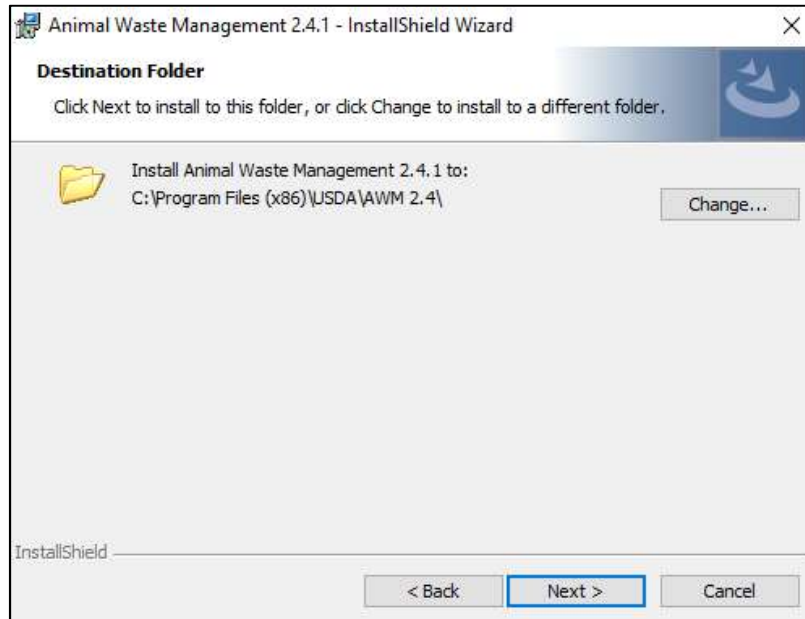 Animal Waste Management 2.4.1 - InstallShield Wizard
Destination Folder
Click Next to install to this folder, or click Change to install to a different folder.
Install Animal Waste Management 2.4.1 to:
C:\Program Files (x86)\USDA\AWM 2.4\
Change...
InstallShield
< Back
Next >
Cancel